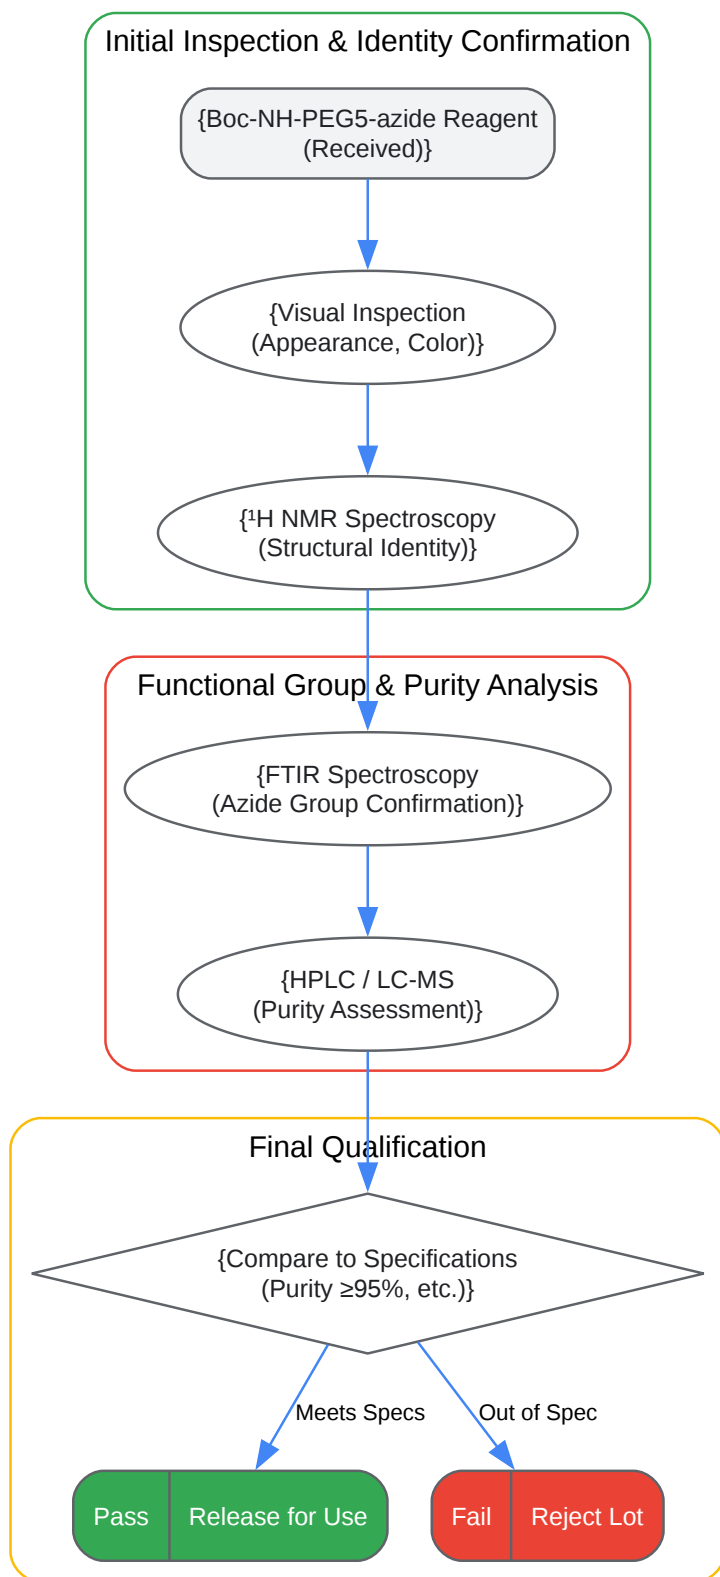 Initial Inspection & Identity Confirmation
{Boc-NH-PEG5-azide Reagent
(Received)}
{Visual Inspection
(Appearance, Color)}
{¹H NMR Spectroscopy
(Structural Identity)}
Functional Group & Purity Analysis
{FTIR Spectroscopy
(Azide Group Confirmation)}
{HPLC / LC-MS
(Purity Assessment)}
Final Qualification
{Compare to Specifications
(Purity ≥95%, etc.)}
Meets Specs
Out of Spec
Pass
Release for Use
Fail
Reject Lot